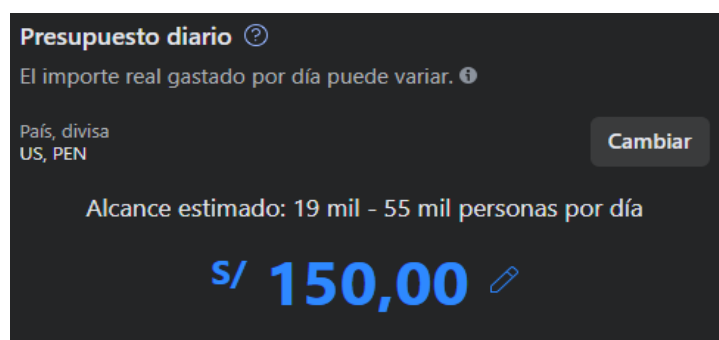 Presupuesto diario
El importe real gastado por día puede variar.
País, divisa
US, PEN
Cambiar
Alcance estimado: 19 mil - 55 mil personas por día
S/ 150,00